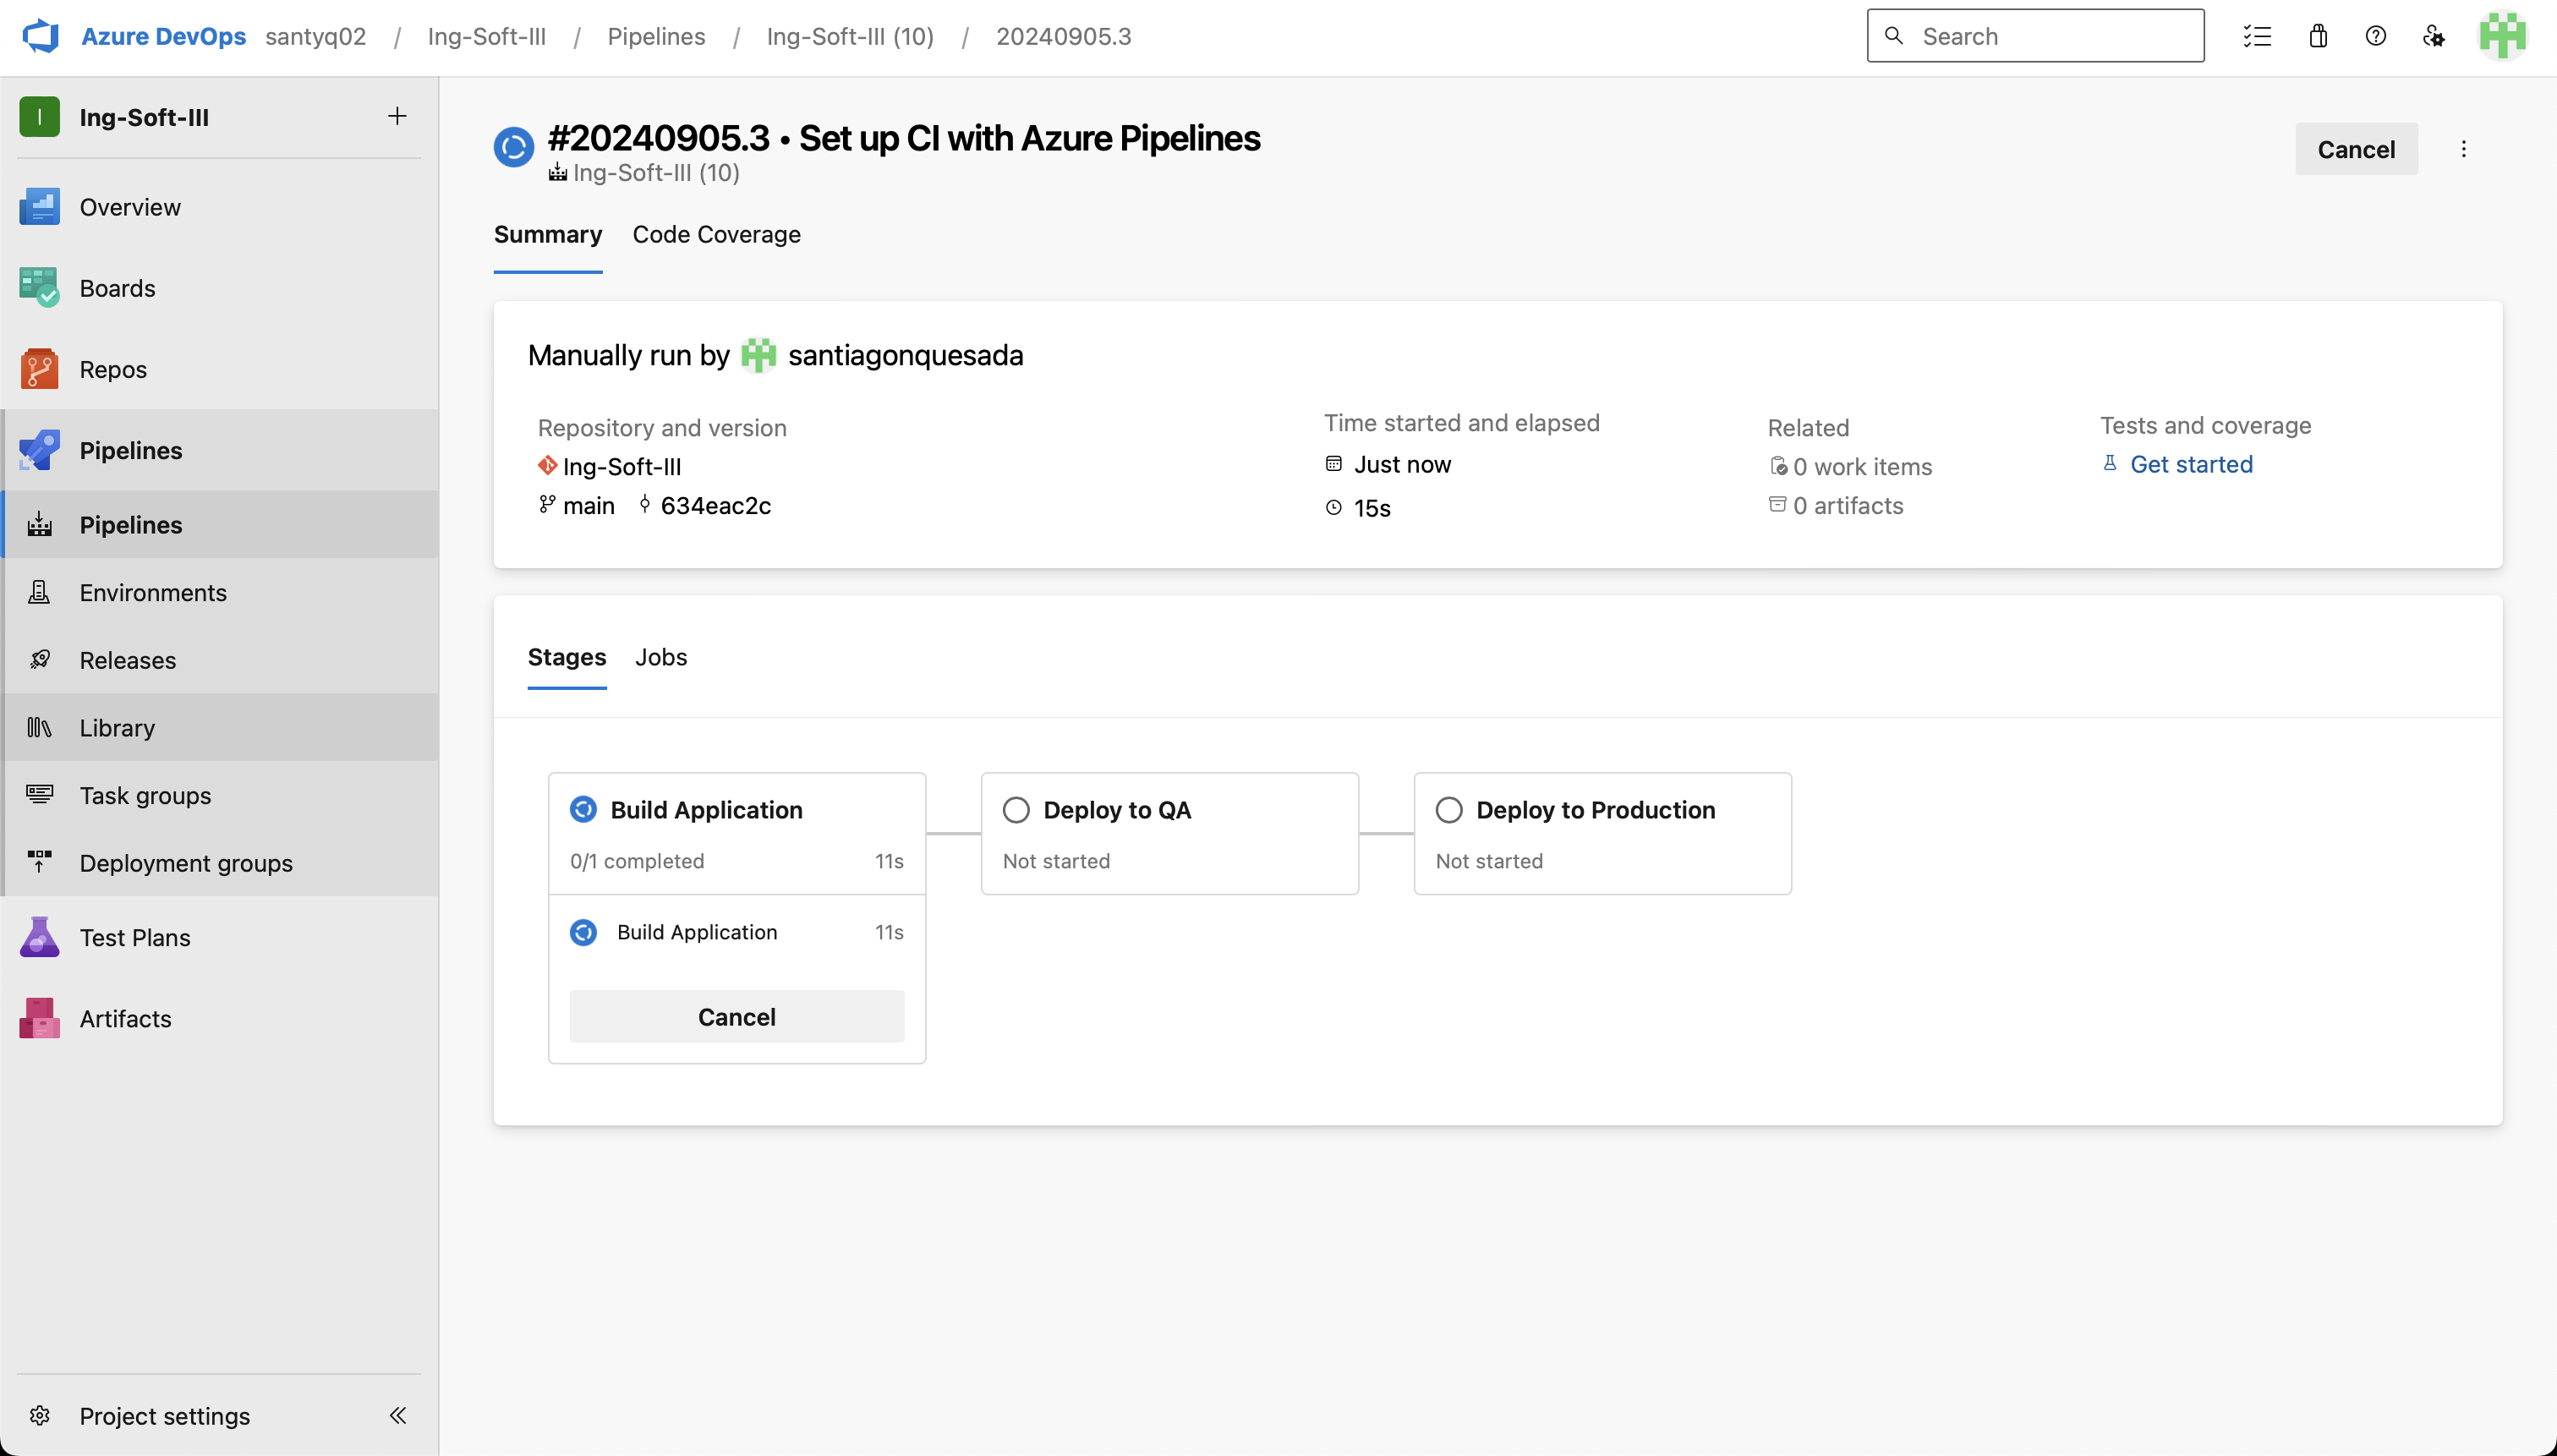 Azure DevOps santyq02 / Ing-Soft-III / Pipelines / Ing-Soft-III (10) / 20240905.3
Search
I Ing-Soft-III
Overview
Boards
Repos
Pipelines
Pipelines
Environments
Releases
Library
Task groups
Deployment groups
Test Plans
Artifacts
Project settings
#20240905.3 • Set up CI with Azure Pipelines
Ing-Soft-III (10)
Cancel
Summary Code Coverage
Manually run by santiagonquesada
Repository and version
Ing-Soft-III
main 634eac2c
Time started and elapsed
Just now
15s
Related
0 work items
0 artifacts
Tests and coverage
Get started
Stages Jobs
Build Application
0/1 completed 11s
Build Application 11s
Cancel
Deploy to QA
Not started
Deploy to Production
Not started